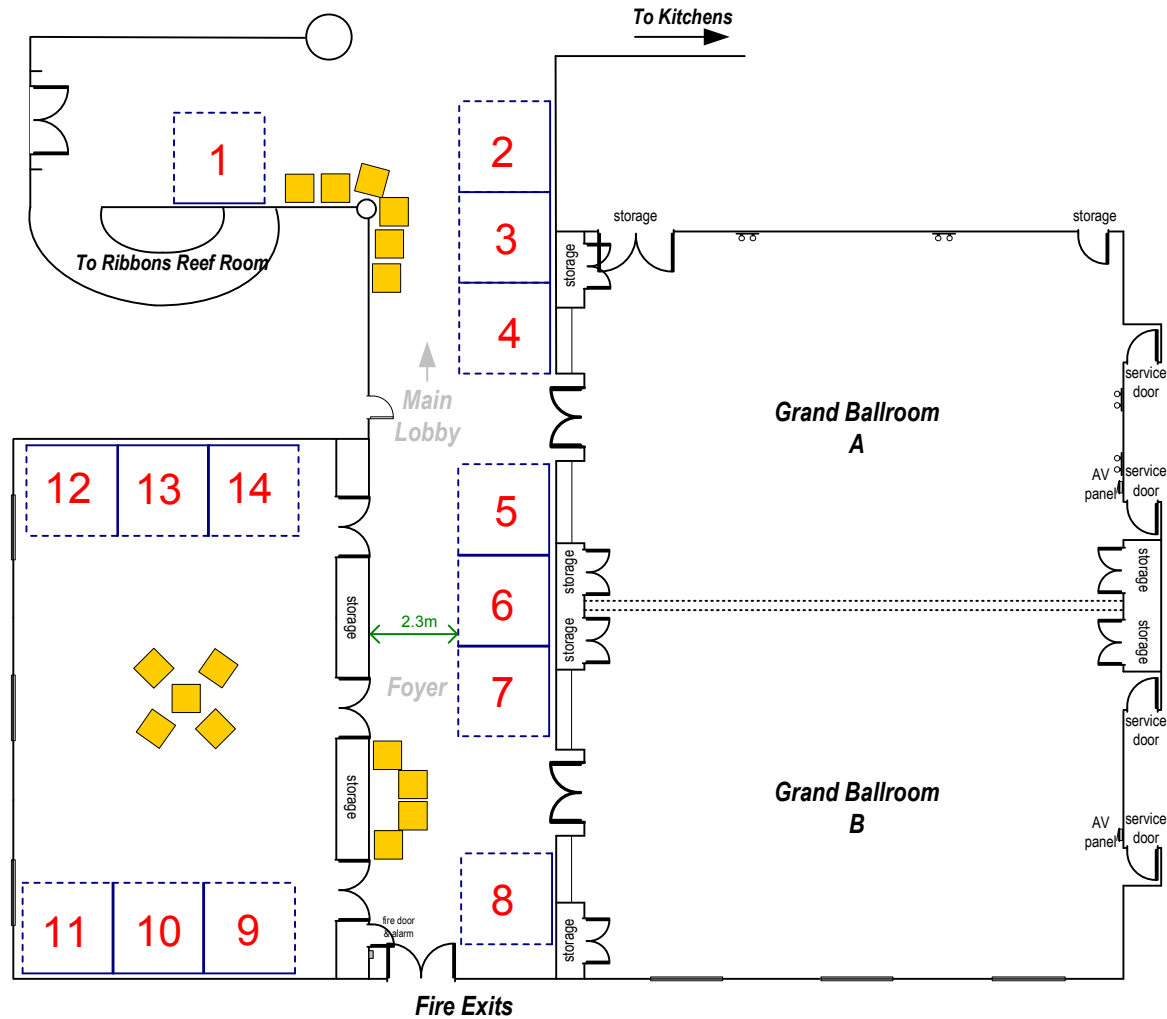 To Kitchens
1
2
storage
storage
3
To Ribbons Reef Room
storage
4
service
door
Main
Lobby
Grand Ballroom
A
12
13
14
5
AV
panel
service
door
storage
storage
6
storage
2.3m
storage
storage
7
Foyer
service
door
storage
Grand Ballroom
B
AV
panel
service
door
8
11
10
9
fire door
& alarm
storage
Fire Exits